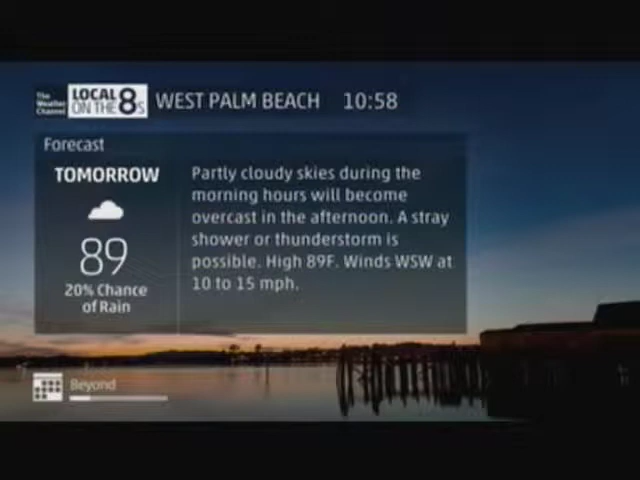 The Weather Channel
LOCAL ON THE 8s
WEST PALM BEACH 10:58
Forecast
TOMORROW
89
20% Chance
of Rain
Partly cloudy skies during the
morning hours will become
overcast in the afternoon. A stray
shower or thunderstorm is
possible. High 89F. Winds WSW at
10 to 15 mph.
Beyond